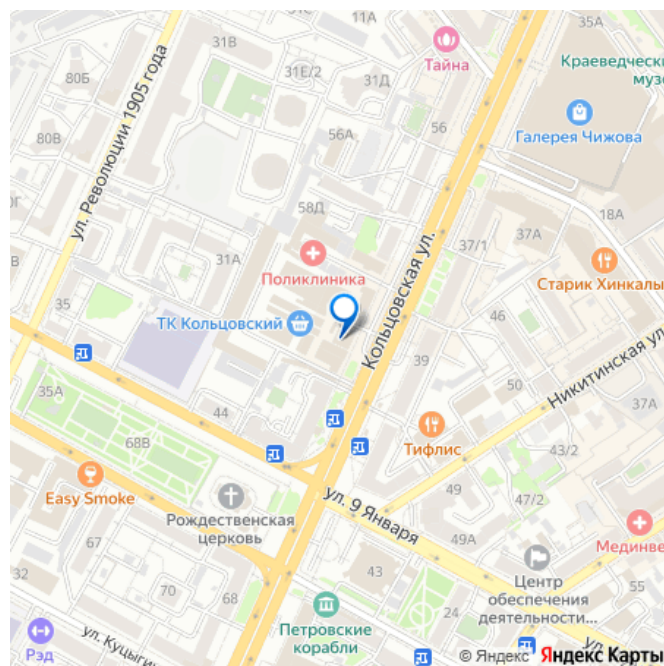 11А
31В
31Е/2
31Д
Тайна
Краеведческ
музе
80Б
80В
ул. Революции 1905 года
56А
56
Галерея Чижова
58Д
18А
37/1
37А
31А
Поликлиника
Старик Хинкалы
Кольцовская ул.
35
ТК Кольцовский
46
39
Никитинская ул.
35А
44
50
37А
68В
Тифлис
43/2
Easy Smoke
49
47/2
ул. 9 Января
Рождественская
церковь
49А
Мединве
67
43
Центр
обеспечения
деятельности...
70
68
24
Петровские
корабли
Рэд
ул. Куцыги
© Яндекс Яндекс Карты